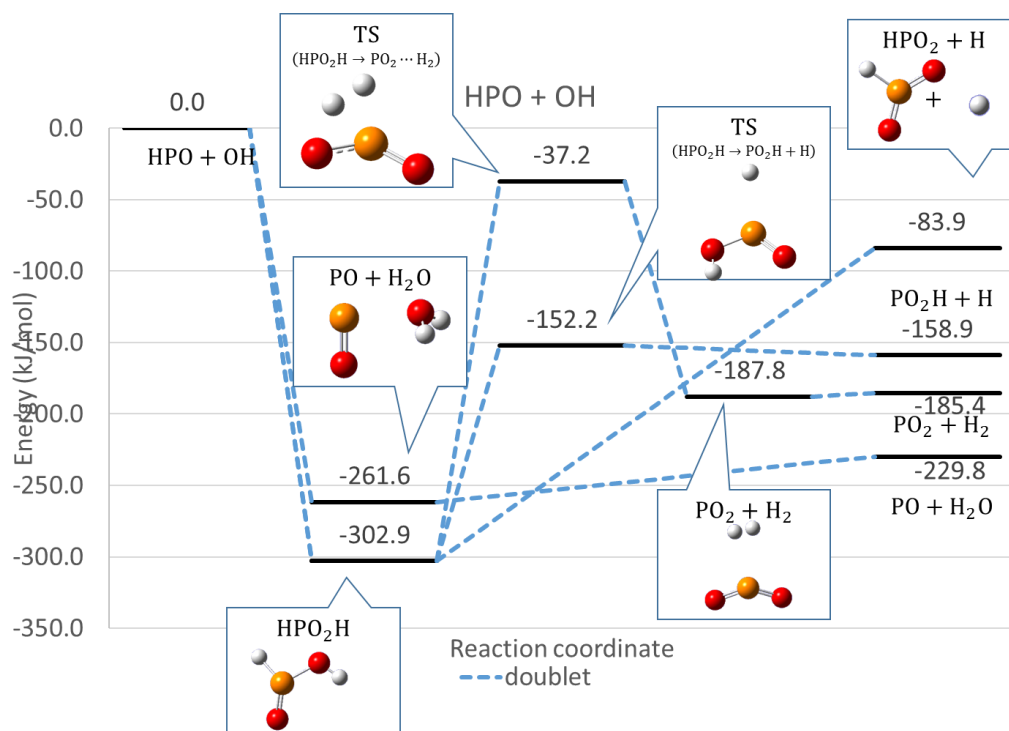 TS
(HPO₂H → PO₂ ⋯ H₂)
HPO₂ + H
+
HPO + OH
0.0
0.0
HPO + OH
TS
(HPO₂H → PO₂H + H)
-37.2
-50.0
-83.9
-100.0
PO + H₂O
PO₂H + H
-152.2
-158.9
-150.0
-187.8
-185.4
-200.0
PO₂ + H₂
-229.8
-261.6
-250.0
PO + H₂O
PO₂ + H₂
-302.9
-300.0
-350.0
HPO₂H
Energy (kJ/mol)
Reaction coordinate
doublet